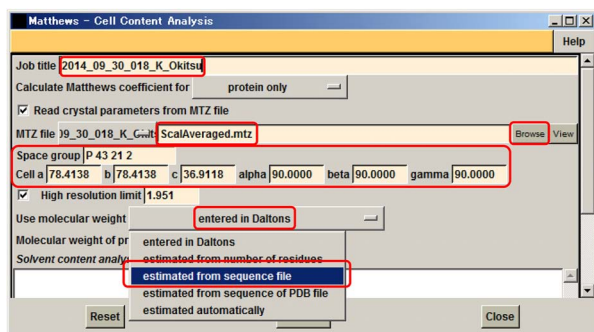 Matthews - Cell Content Analysis
Help
Job title 2014_09_30_018_K_Okitsu
Calculate Matthews coefficient for protein only
Read crystal parameters from MTZ file
MTZ file )9_30_018_K_Okits ScalAveraged.mtz Browse View
Space group P 43 21 2
Cell a 78.4138 b 78.4138 c 36.9118 alpha 90.0000 beta 90.0000 gamma 90.0000
High resolution limit 1.951
Use molecular weight entered in Daltons
Molecular weight of pr
entered in Daltons
Solvent content analy
estimated from number of residues
estimated from sequence file
estimated from sequence of PDB file
estimated automatically
Reset Close